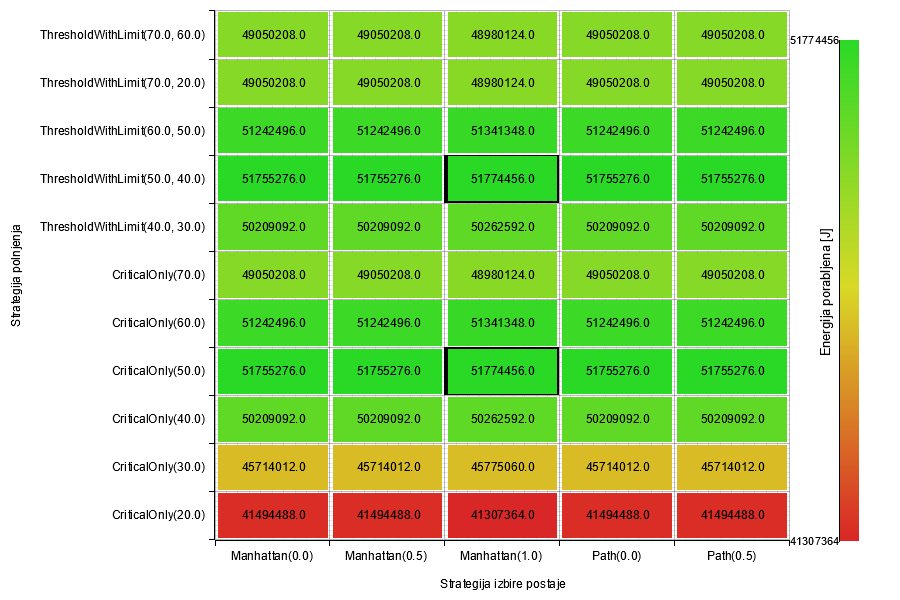 ThresholdWithLimit(70.0, 60.0) 49050208.0 49050208.0 48980124.0 49050208.0 49050208.0
51774456
ThresholdWithLimit(70.0, 20.0) 49050208.0 49050208.0 48980124.0 49050208.0 49050208.0
ThresholdWithLimit(60.0, 50.0) 51242496.0 51242496.0 51341348.0 51242496.0 51242496.0
ThresholdWithLimit(50.0, 40.0) 51755276.0 51755276.0 51774456.0 51755276.0 51755276.0
ThresholdWithLimit(40.0, 30.0) 50209092.0 50209092.0 50262592.0 50209092.0 50209092.0
CriticalOnly(70.0) 49050208.0 49050208.0 48980124.0 49050208.0 49050208.0
CriticalOnly(60.0) 51242496.0 51242496.0 51341348.0 51242496.0 51242496.0
CriticalOnly(50.0) 51755276.0 51755276.0 51774456.0 51755276.0 51755276.0
CriticalOnly(40.0) 50209092.0 50209092.0 50262592.0 50209092.0 50209092.0
CriticalOnly(30.0) 45714012.0 45714012.0 45775060.0 45714012.0 45714012.0
CriticalOnly(20.0) 41494488.0 41494488.0 41307364.0 41494488.0 41494488.0
41307364
Manhattan(0.0) Manhattan(0.5) Manhattan(1.0) Path(0.0) Path(0.5)
Strategija izbire postaje
Strategija polnjenja
Energija porabljena [J]